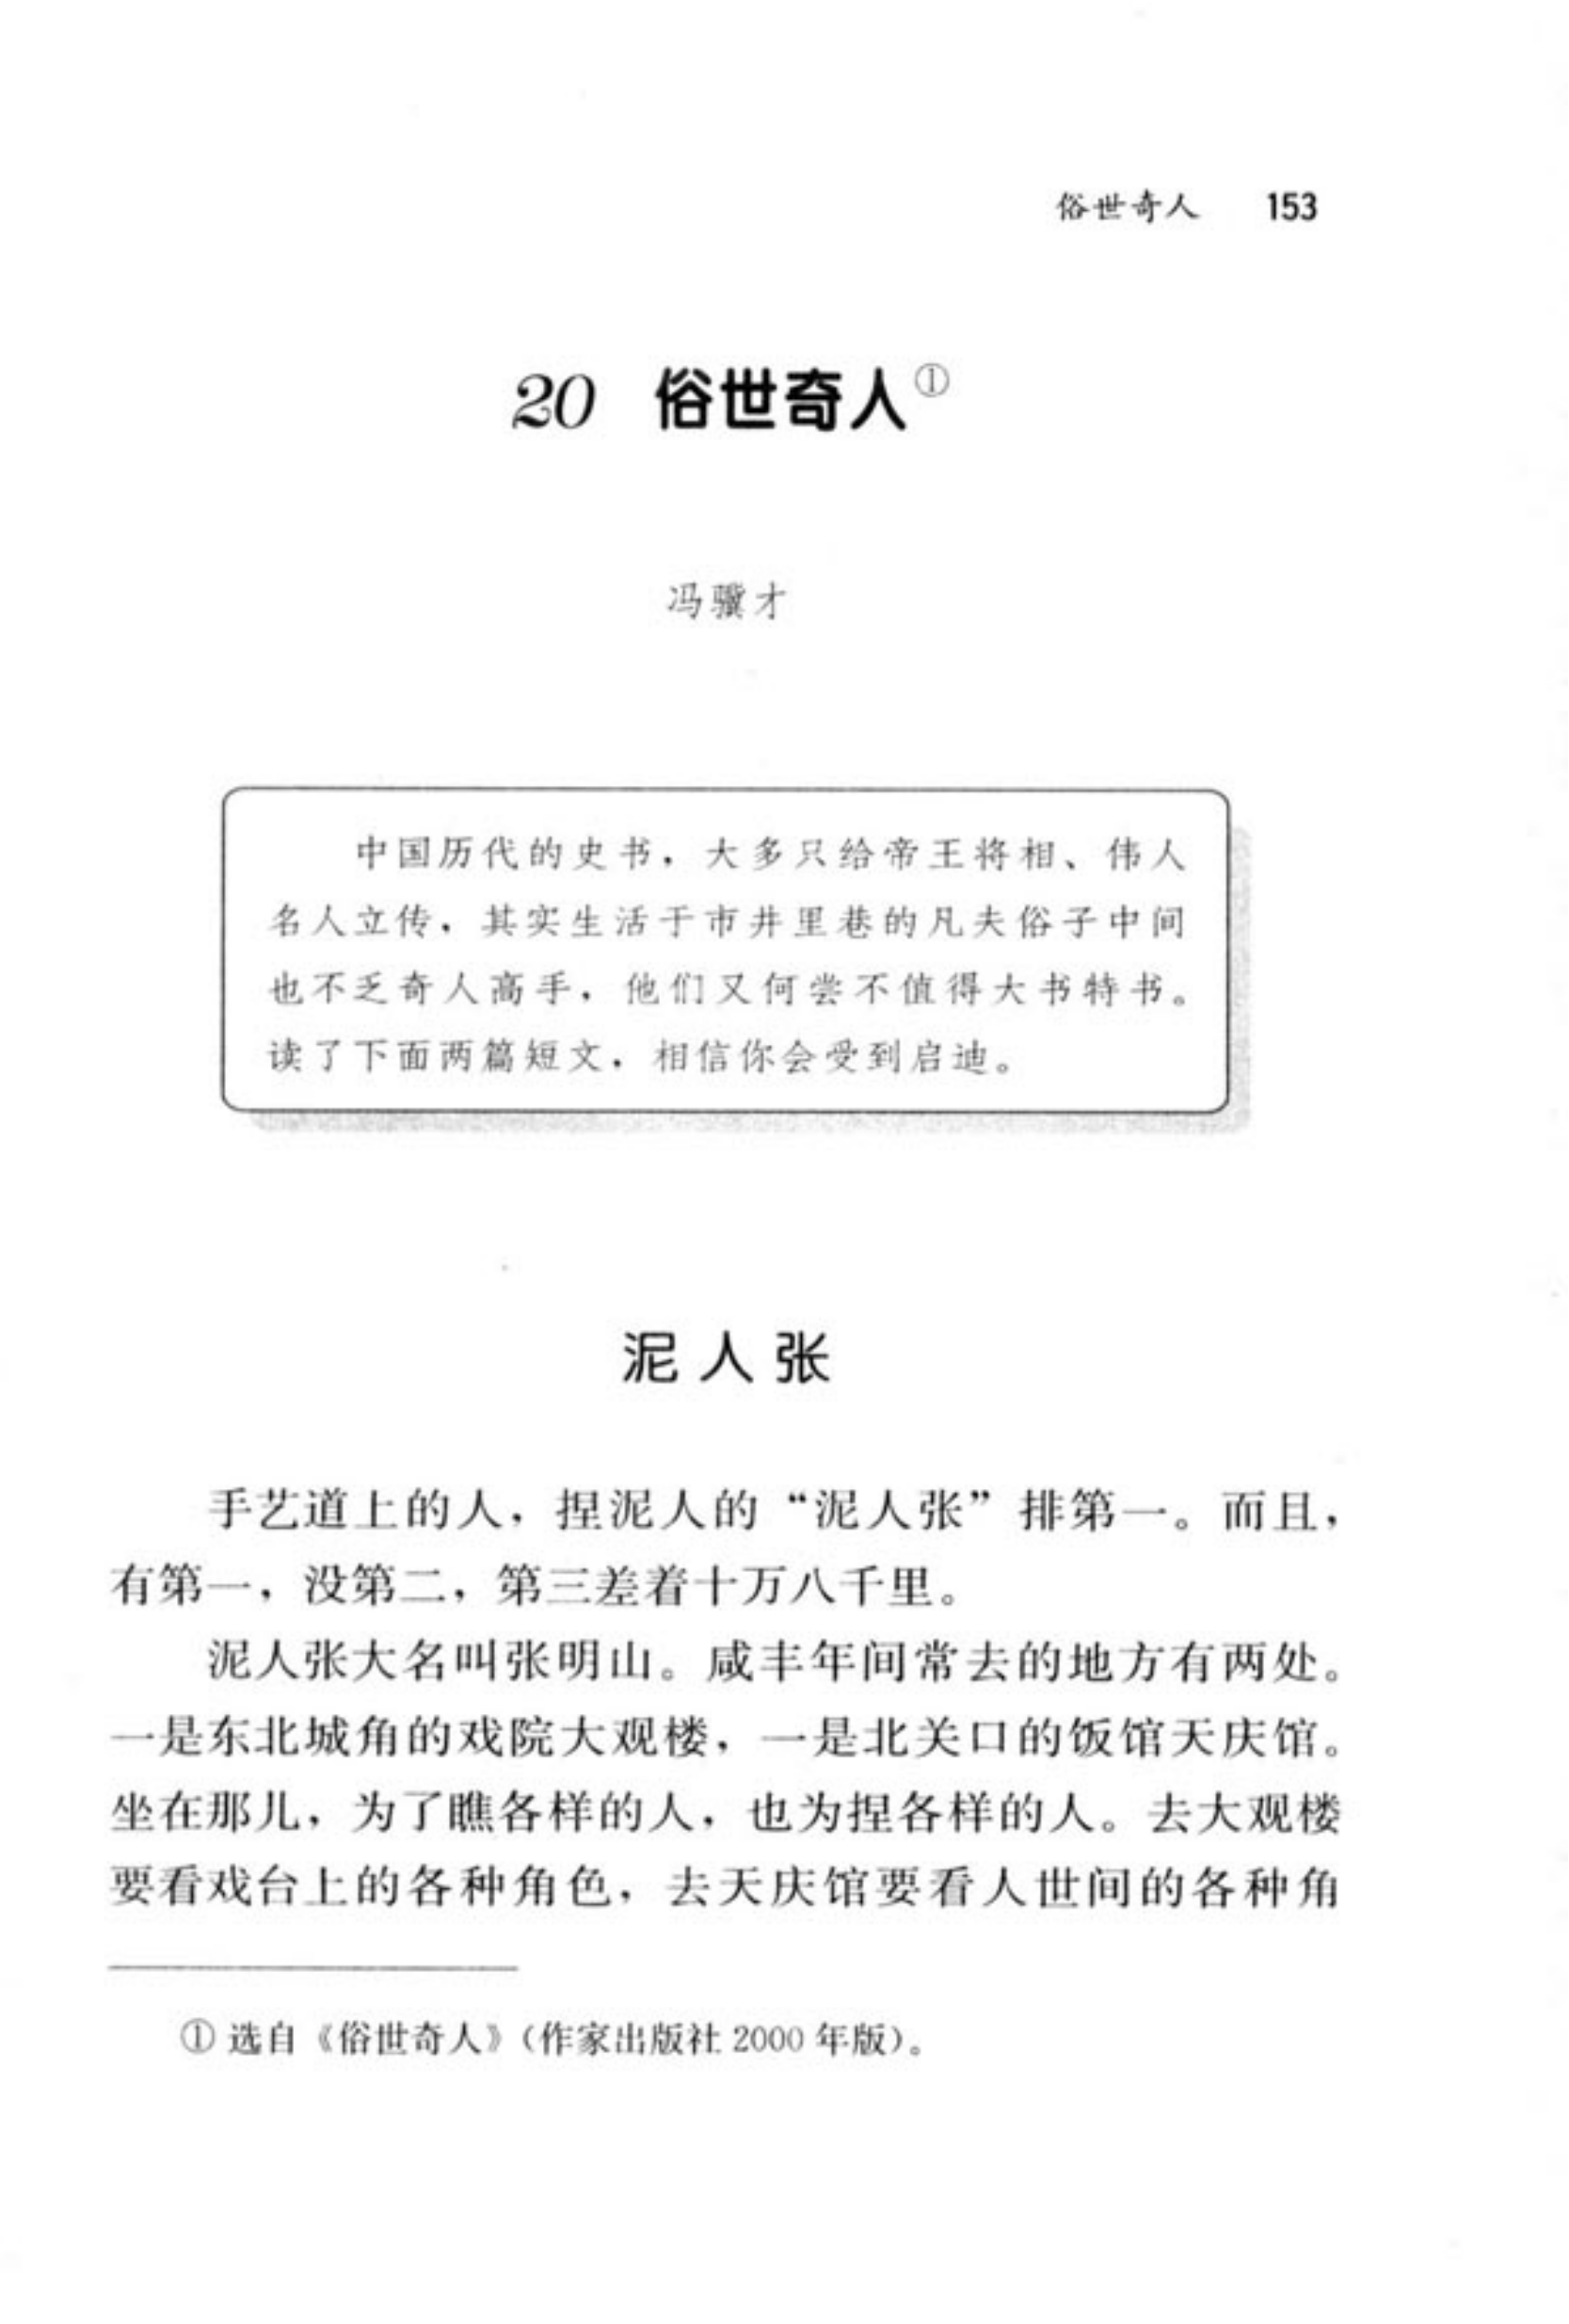 俗世奇人 153
20 俗世奇人①
冯骥才
中国历代的史书，大多只给帝王将相、伟人
名人立传，其实生活于市井里巷的凡夫俗子中间
也不乏奇人高手，他们又何尝不值得大书特书。
读了下面两篇短文，相信你会受到启迪。
泥人张
手艺道上的人，捏泥人的“泥人张”排第一。而且，
有第一，没第二，第三差着十万八千里。
泥人张大名叫张明山。咸丰年间常去的地方有两处。
一是东北城角的戏院大观楼，一是北关口的饭馆天庆馆。
坐在那儿，为了瞧各样的人，也为捏各样的人。去大观楼
要看戏台上的各种角色，去天庆馆要看人世间的各种角
① 选自《俗世奇人》（作家出版社 2000 年版）。